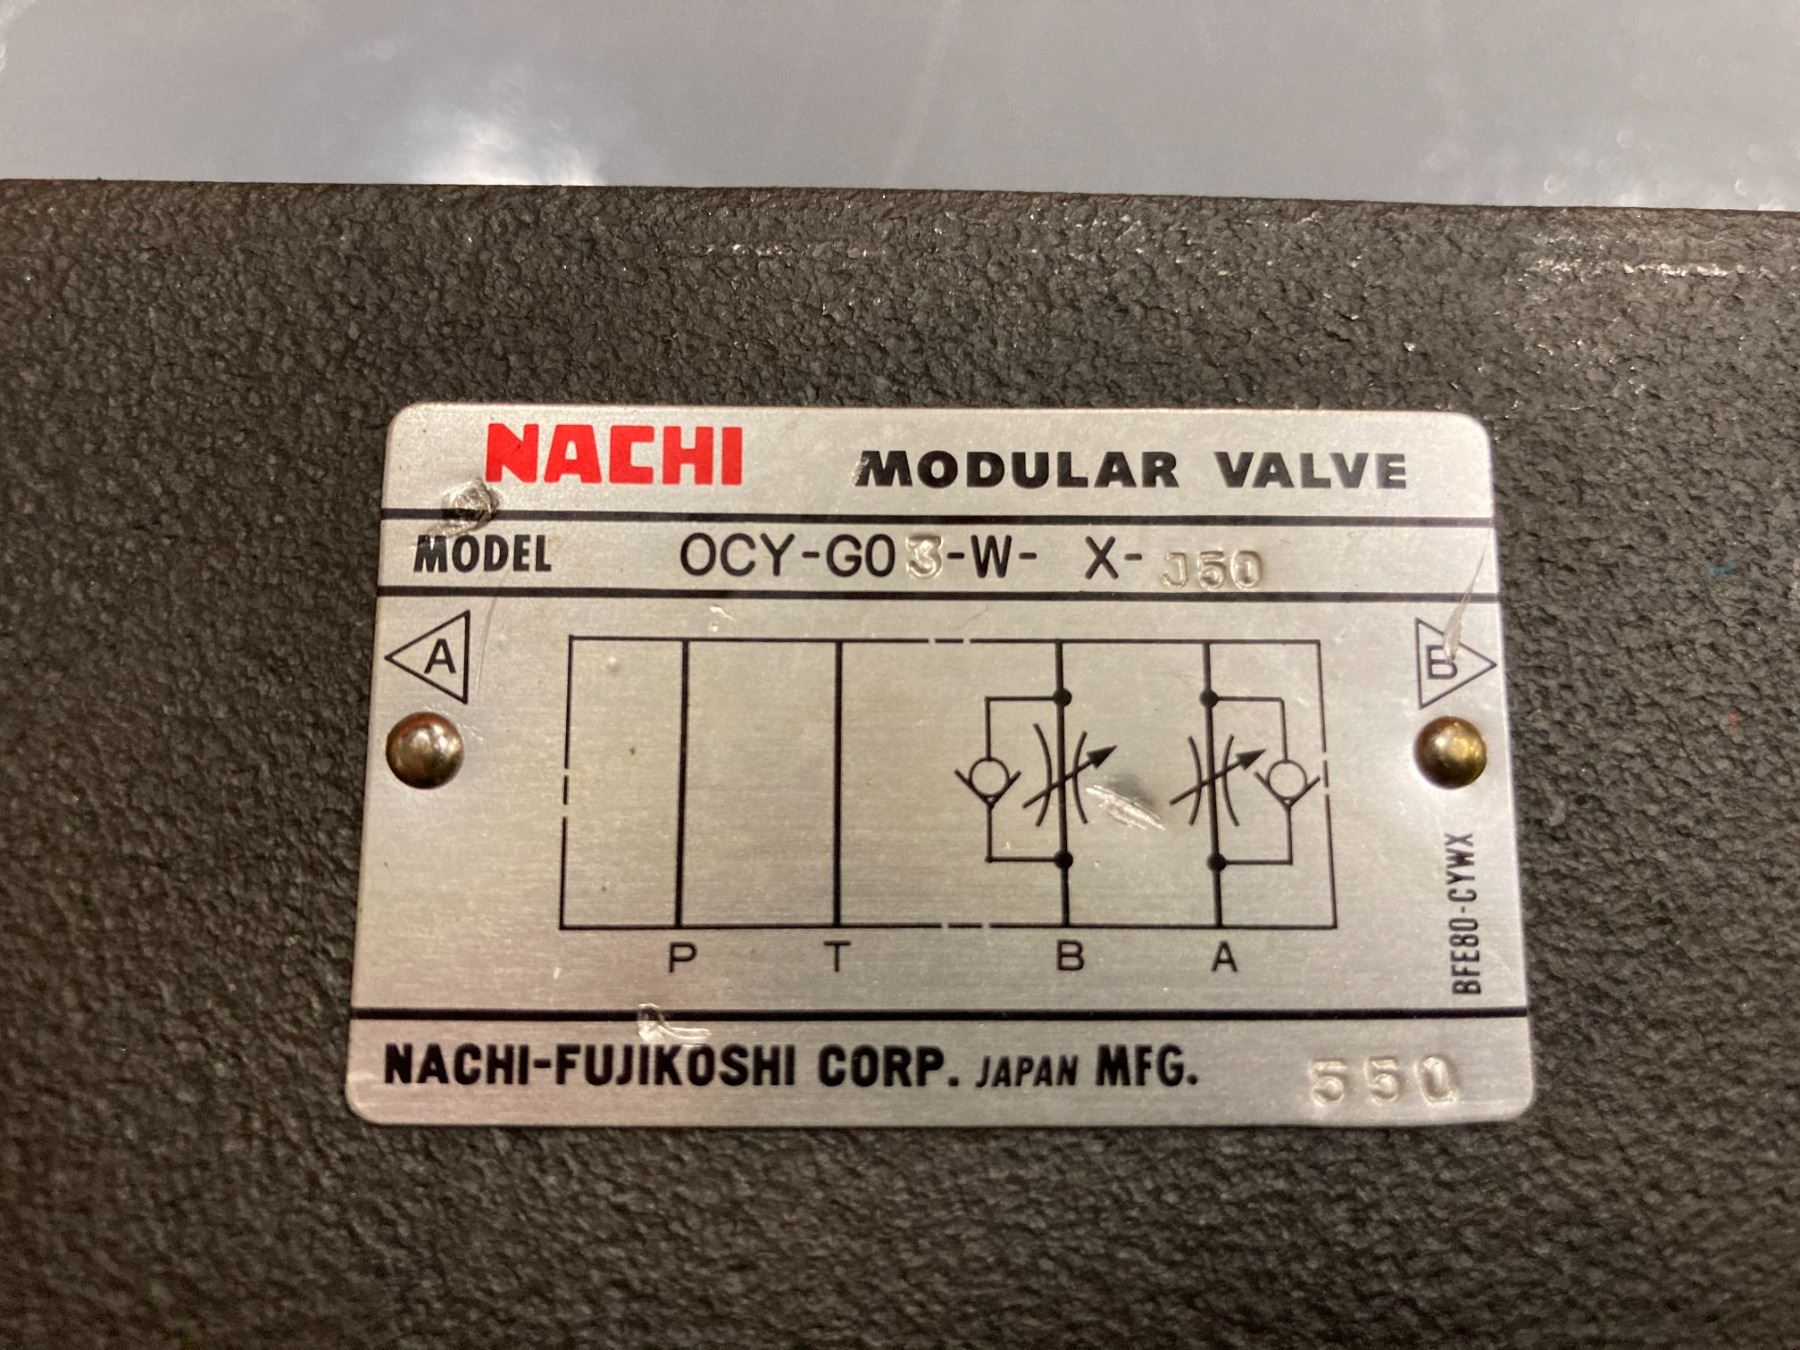 NACHI MODULAR VALVE
MODEL OCY-G03-W- X-J50
A
B
P T B A
BFE80-CYWX
NACHI-FUJIKOSHI CORP. JAPAN MFG. 550